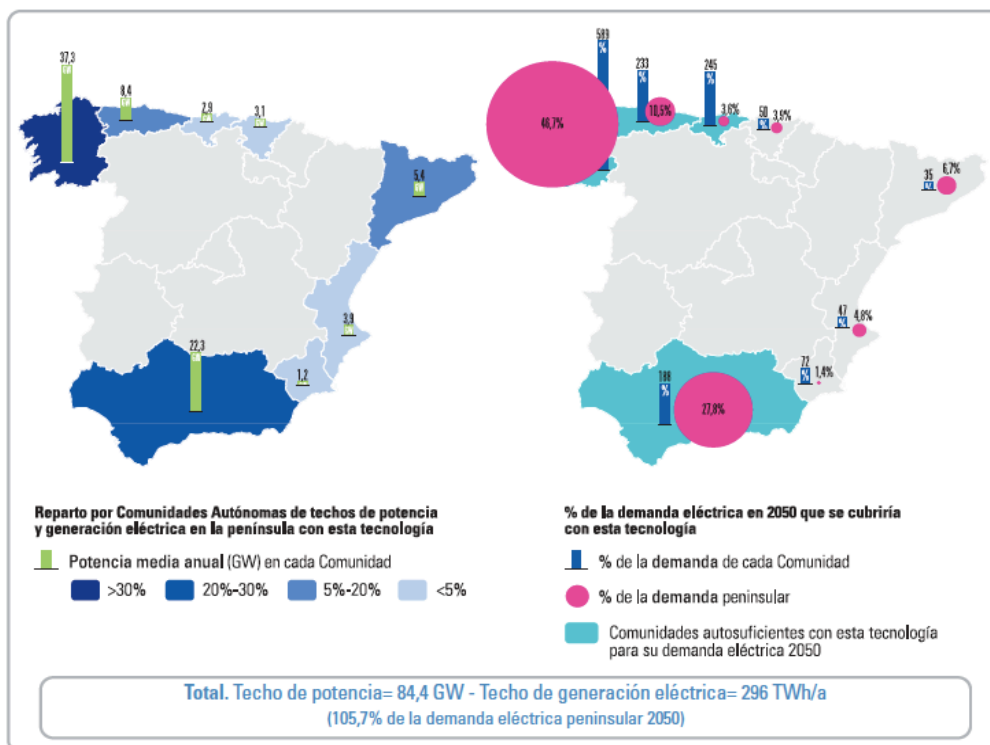 37,3
GW
8,4
GW
2,9
3,1
5,4
GW
3,9
22,3
GW
1,2
589
%
233
%
245
%
46,7%
10,5%
3,6%
50
%
3,9%
35
%
6,7%
47
%
4,8%
72
%
1,4%
188
%
27,8%
Reparto por Comunidades Autónomas de techos de potencia
y generación eléctrica en la península con esta tecnología
Potencia media anual (GW) en cada Comunidad
>30%
20%-30%
5%-20%
<5%
% de la demanda eléctrica en 2050 que se cubriría
con esta tecnología
% de la demanda de cada Comunidad
% de la demanda peninsular
Comunidades autosuficientes con esta tecnología
para su demanda eléctrica 2050
Total. Techo de potencia= 84,4 GW - Techo de generación eléctrica= 296 TWh/a
(105,7% de la demanda eléctrica peninsular 2050)